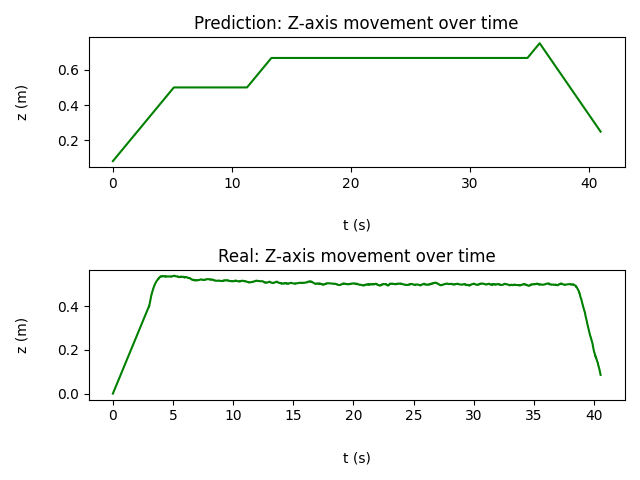 Prediction: Z-axis movement over time
z (m)
0.6
0.4
0.2
0 10 20 30 40
t (s)
Real: Z-axis movement over time
z (m)
0.4
0.2
0.0
0 5 10 15 20 25 30 35 40
t (s)